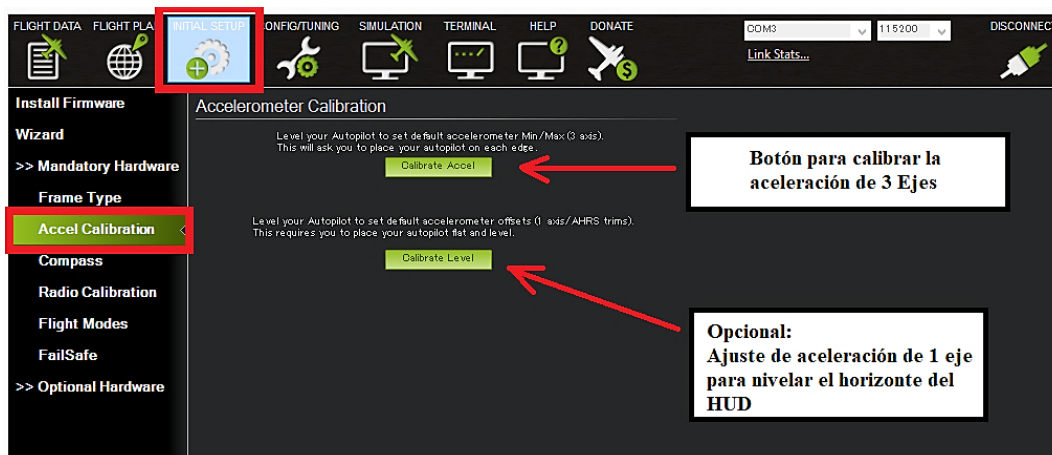 FLIGHT DATA FLIGHT PLA INITIAL SETUP CONFIG/TUNING SIMULATION TERMINAL HELP DONATE
COM3 115200 DISCONNECT
Link Stats...
Install Firmware
Wizard
>> Mandatory Hardware
Frame Type
Accel Calibration
Compass
Radio Calibration
Flight Modes
FailSafe
>> Optional Hardware
Accelerometer Calibration
Level your Autopilot to set default accelerometer Min/Max (3 axis).
This will ask you to place your autopilot on each edge.
Calibrate Accel
Botón para calibrar la
aceleración de 3 Ejes
Level your Autopilot to set default accelerometer offsets (1 axis/AHRS trims).
This requires you to place your autopilot flat and level.
Calibrate Level
Opcional:
Ajuste de aceleración de 1 eje
para nivelar el horizonte del
HUD